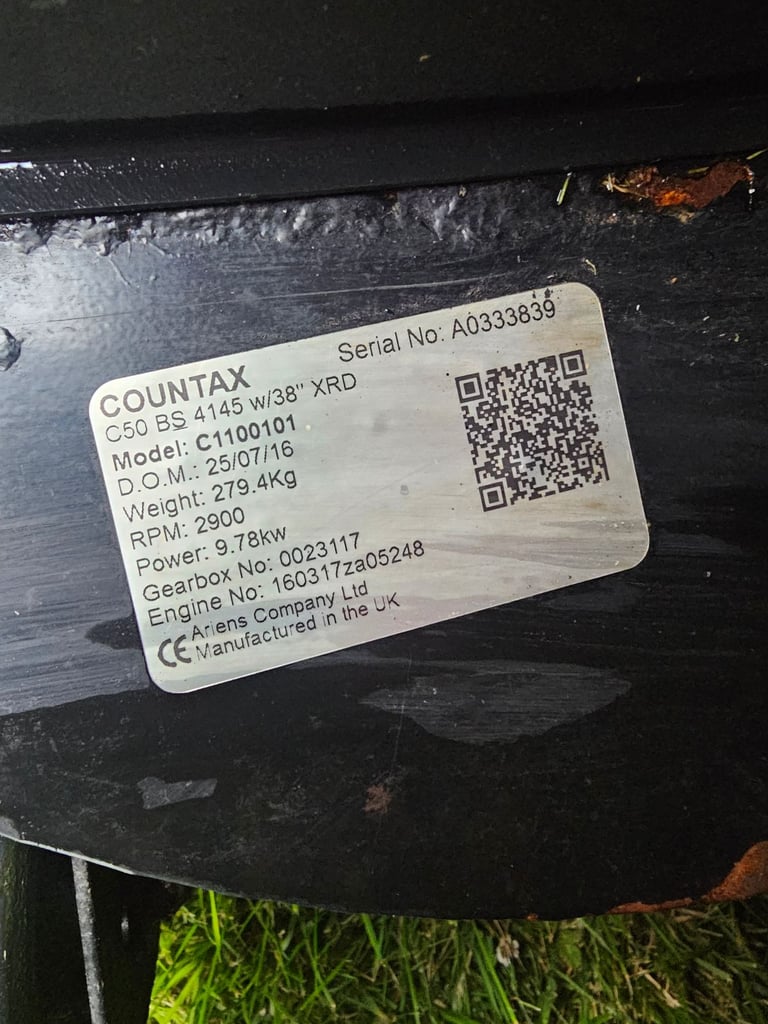 COUNTAX
Serial No: A0333839
C50 BS 4145 w/38" XRD
Model: C1100101
D.O.M.: 25/07/16
Weight: 279.4Kg
RPM: 2900
Power: 9.78kw
Gearbox No: 0023117
Engine No: 160317za05248
CE Ariens Company Ltd
Manufactured in the UK